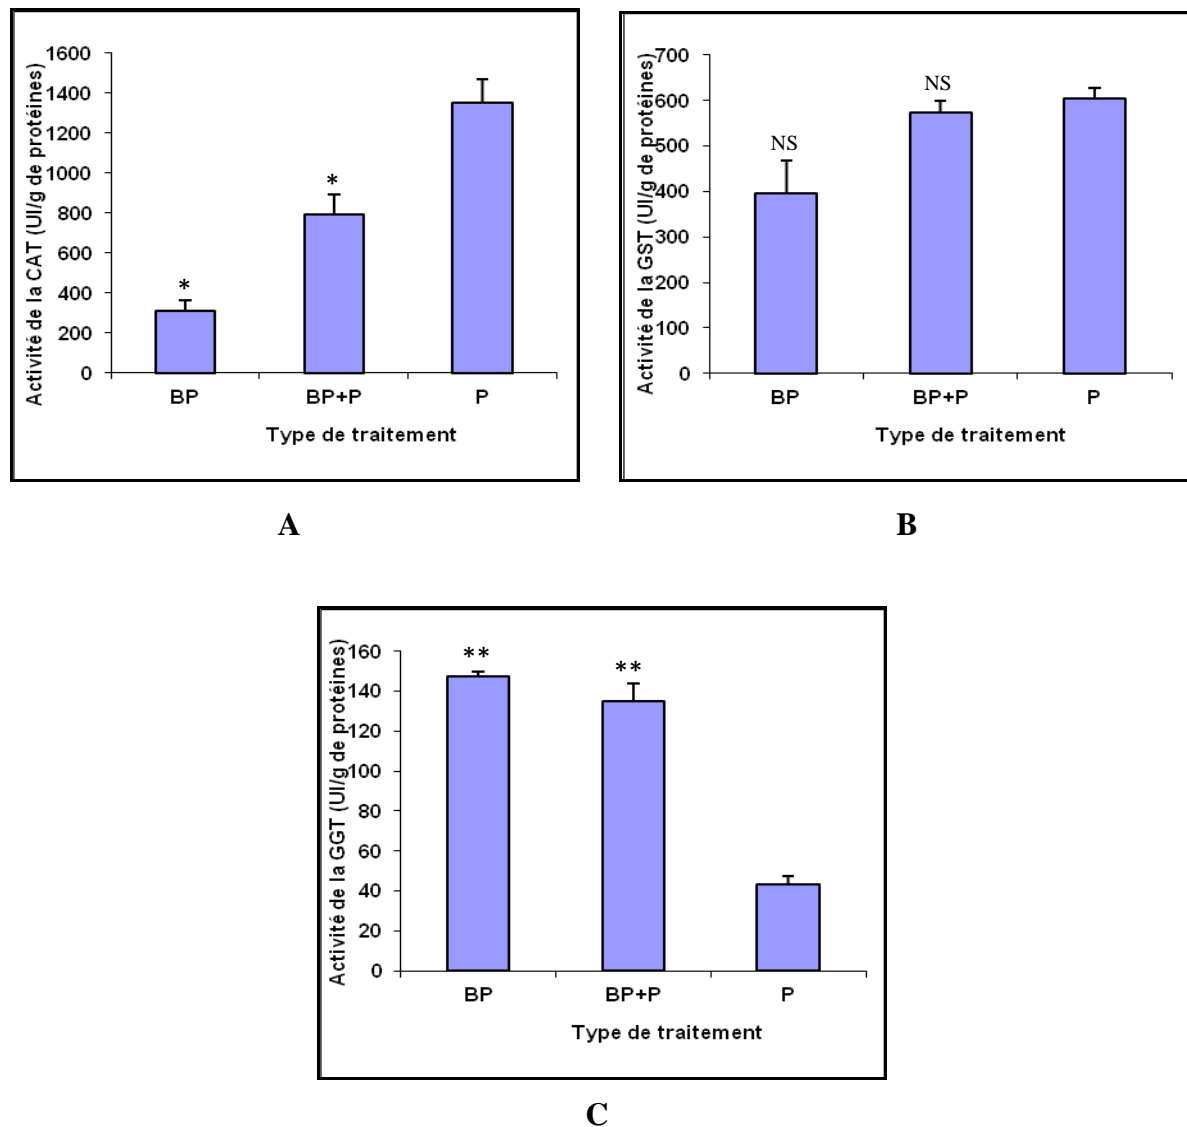 Activité de la CAT (UI/g de protéines)
1600
1400
1200
1000
800
600
400
200
0
*
*
BP
BP+P
P
Type de traitement
A
Activité de la GST (UI/g de protéines)
700
600
500
400
300
200
100
0
NS
NS
BP
BP+P
P
Type de traitement
B
Activité de la GGT (UI/g de protéines)
160
140
120
100
80
60
40
20
0
**
**
BP
BP+P
P
Type de traitement
C